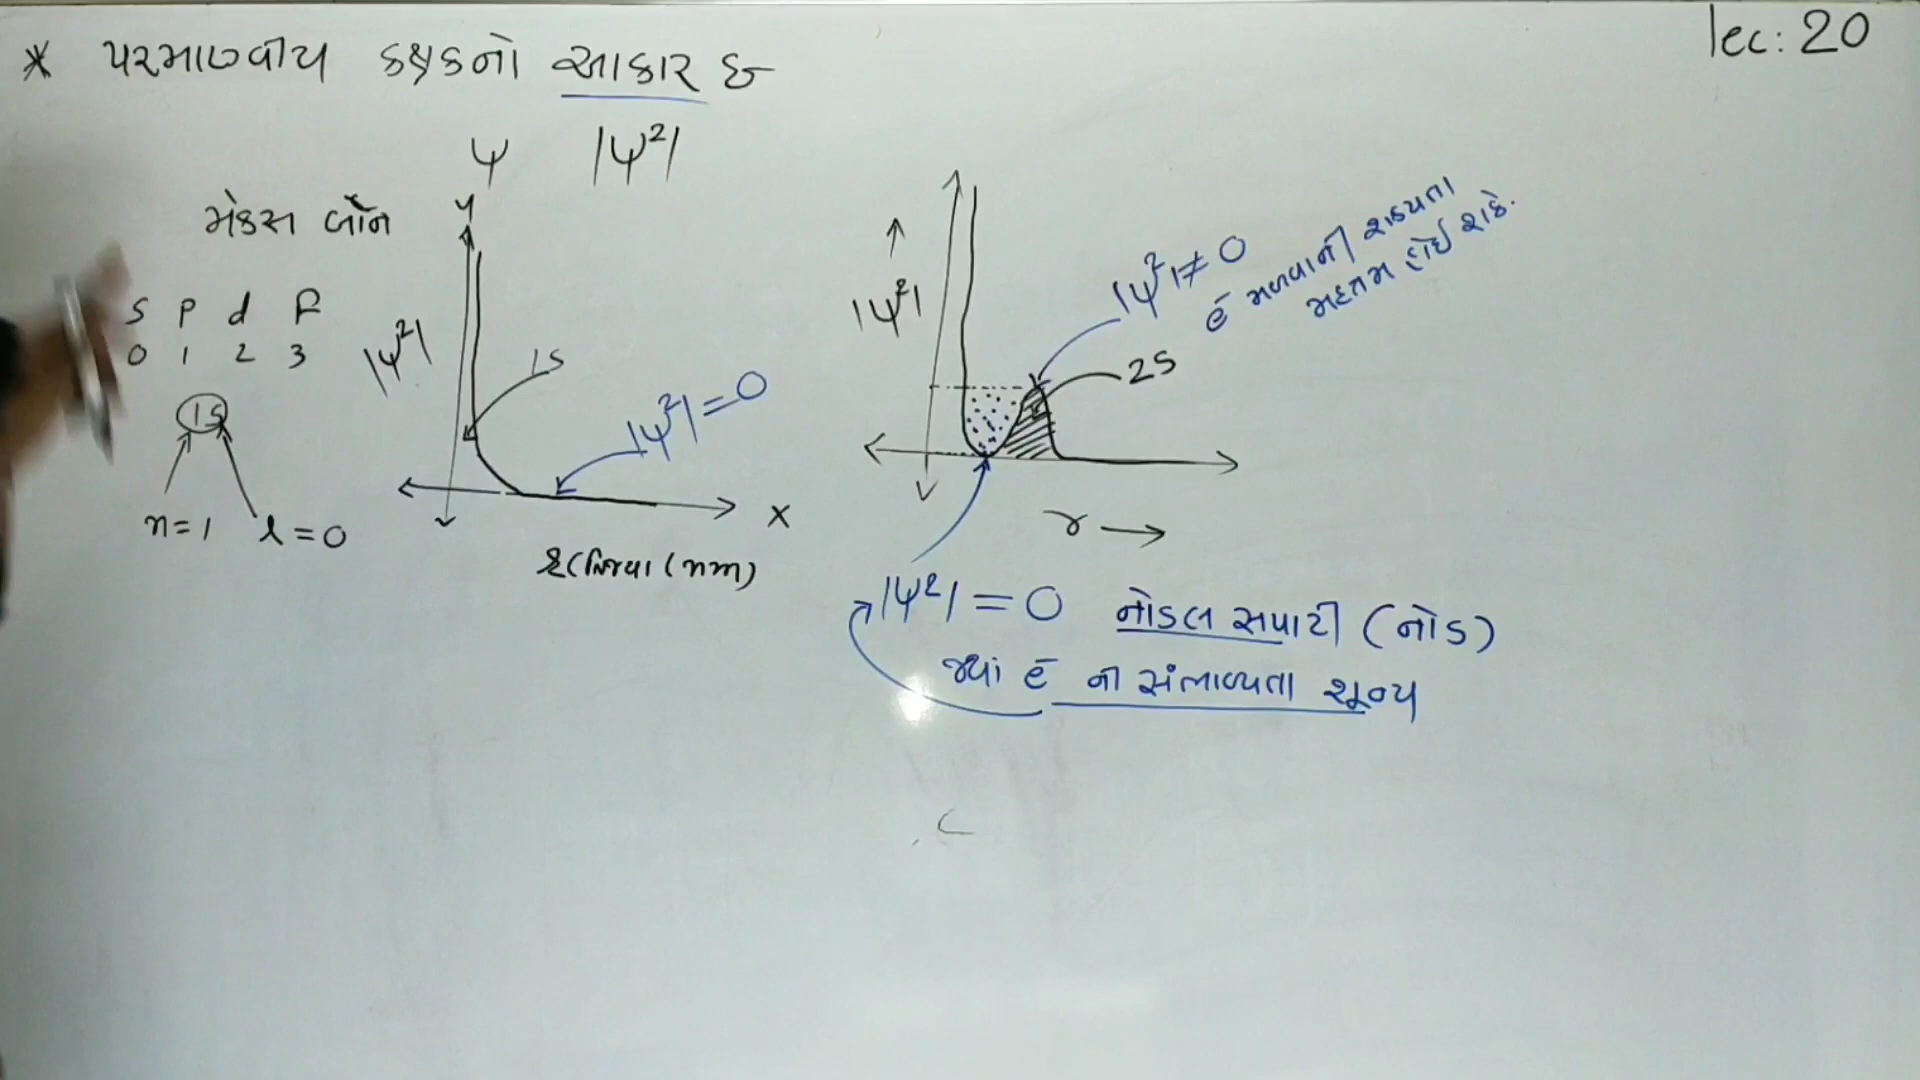 * પરમાણ્વીય કક્ષકનો આકાર ઃ-
lec: 20
ψ |ψ²|
મેક્સ બૉર્ન
s p d f
0 1 2 3
1s
n=1 l=0
y
|ψ²|
1s
|ψ²|=0
x
ત્રિજ્યા (nm)
|ψ²|
|ψ²|≠0
e⁻ મળવાની શક્યતા
મહત્તમ હોઈ શકે.
2s
r
|ψ²| = 0 નોડલ સપાટી (નોડ)
જ્યાં e⁻ ની સંભાવ્યતા શૂન્ય